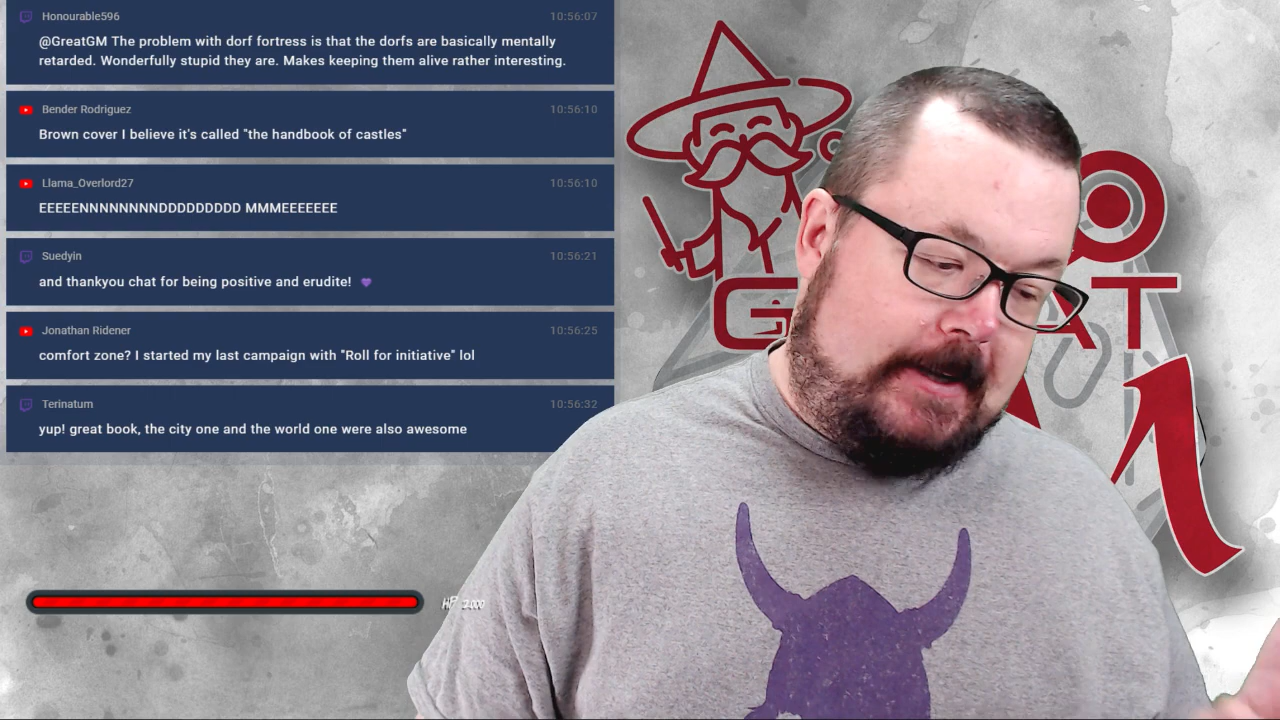 Honourable596 10:56:07
@GreatGM The problem with dorf fortress is that the dorfs are basically mentally
retarded. Wonderfully stupid they are. Makes keeping them alive rather interesting.
Bender Rodriguez 10:56:10
Brown cover I believe it's called "the handbook of castles"
Llama_Overlord27 10:56:10
EEEEENNNNNNNNDDDDDDDDD MMMEEEEEEE
Suedyin 10:56:21
and thankyou chat for being positive and erudite!
Jonathan Ridener 10:56:25
comfort zone? I started my last campaign with "Roll for initiative" lol
Terinatum 10:56:32
yup! great book, the city one and the world one were also awesome
HP 2000